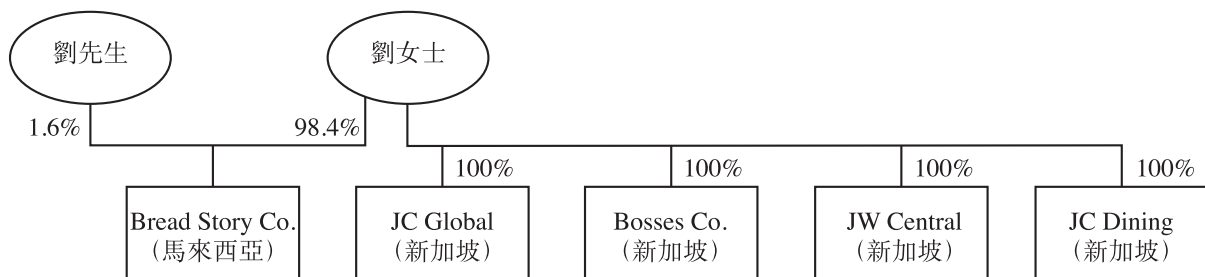 劉先生
劉女士
1.6%
98.4%
100%
100%
100%
100%
Bread Story Co.
（馬來西亞）
JC Global
（新加坡）
Bosses Co.
（新加坡）
JW Central
（新加坡）
JC Dining
（新加坡）